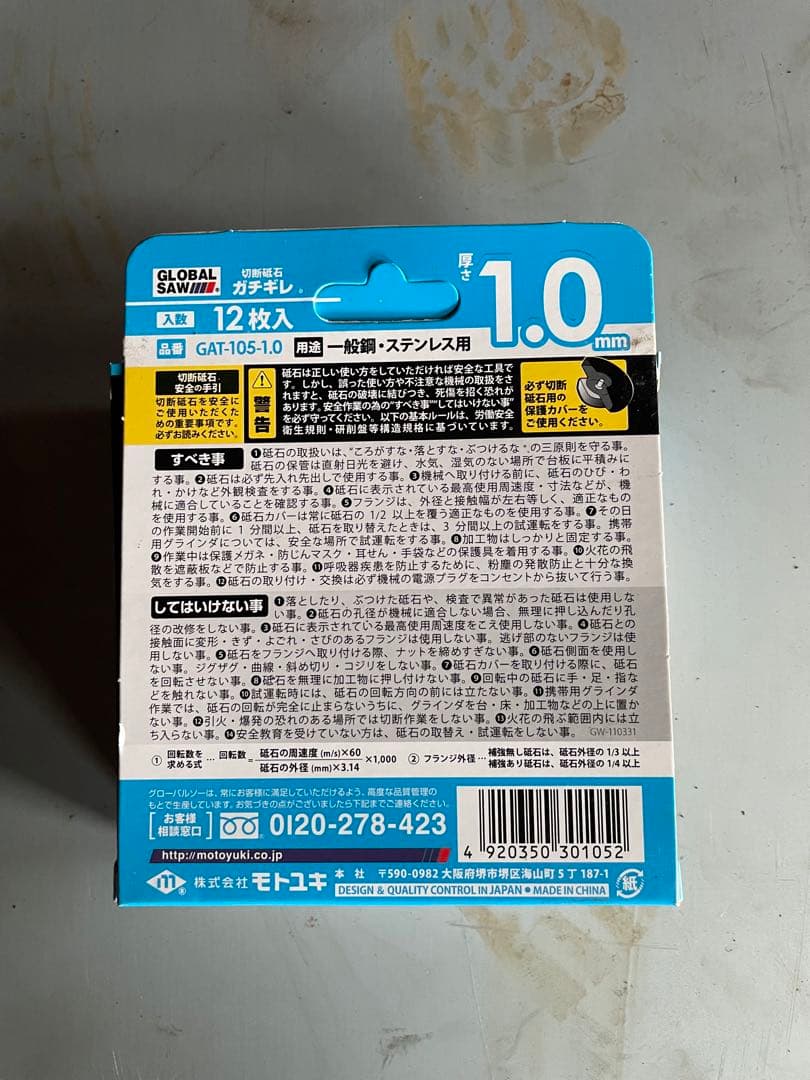 GLOBAL SAW
切断砥石
ガチギレ®
厚さ
1.0mm
入数 12枚入
品番 GAT-105-1.0 用途 一般鋼・ステンレス用
切断砥石
安全の手引
切断砥石を安全に
ご使用いただくため
の重要事項です。
必ずお読みください。
警告
砥石は正しい使い方をしていただければ安全な工具で
す。しかし、誤った使い方や不注意な機械の取扱をさ
れますと、砥石の破壊に結びつき、死傷を招く恐れが
あります。安全作業の為の"すべき事""してはいけない事"
を必ず守ってください。以下の基本ルールは、労働安全
衛生規則・研削盤等構造規格に基づいています。
必ず切断
砥石用の
保護カバーを
ご使用ください。
すべき事 ❶砥石の取扱いは、"ころがすな・落とすな・ぶつけるな"の三原則を守る事。
砥石の保管は直射日光を避け、水気、湿気のない場所で台板に平積みに
する事。❷砥石は必ず先入れ先出しで使用する事。❸機械へ取り付ける前に、砥石のひび・わ
れ・かけなど外観検査をする事。❹砥石に表示されている最高使用周速度・寸法などが、機
械に適合していることを確認する事。❺フランジは、外径と接触幅が左右等しく、適正なもの
を使用する事。❻砥石カバーは常に砥石の 1/2 以上を覆う適正なものを使用する事。❼その
日の作業開始前に 1 分間以上、砥石を取り替えたときは、3 分間以上の試運転をする事。携帯
用グラインダについては、安全な場所で試運転をする事。❽加工物はしっかりと固定する事。
❾作業中は保護メガネ・防じんマスク・耳せん・手袋などの保護具を着用する事。❿火花の飛
散を遮蔽板などで防止する事。⓫呼吸器疾患を防止するために、粉塵の発散防止と十分な換
気をする事。⓬砥石の取り付け・交換は必ず機械の電源プラグをコンセントから抜いて行う事。
してはいけない事 ❶落としたり、ぶつけた砥石や、検査で異常があった砥石は使用しな
い事。❷砥石の孔径が機械に適合しない場合、無理に押し込んだり孔
径の改修をしない事。❸砥石に表示されている最高使用周速度をこえ使用しない事。❹砥石との
接触面に変形・きず・よごれ・さびのあるフランジは使用しない事。逃げ部のないフランジは使
用しない事。❺砥石をフランジへ取り付ける際、ナットを締めすぎない事。❻砥石側面を使用し
ない事。ジグザグ・曲線・斜め切り・コジリをしない事。❼砥石カバーを取付ける際に、砥石
を回転させない事。❽砥石を無理に加工物に押し付けない事。❾回転中の砥石に手・足・指な
どを触れない事。❿試運転時には、砥石の回転方向の前には立たない事。⓫携帯用グラインダ
作業では、砥石の回転が完全に止まらないうちに、グラインダを台・床・加工物などの上に置か
ない事。⓬引火・爆発の恐れのある場所では切断作業をしない事。⓭火花の飛ぶ範囲内には立
ち入らない事。⓮安全教育を受けていない方は、砥石の取替・試運転をしない事。 GW-110331
① 回転数を求める式 … 回転数= 砥石の周速度(m/s)×60 / 砥石の外径(mm)×3.14 ×1,000
② フランジ外径 … 補強無し砥石は、砥石外径の 1/3 以上
補強あり砥石は、砥石外径の 1/4 以上
グローバルソーは、常にお客様に満足していただけるよう、高度な品質管理の
もとで生産しています。お気づきの点がございましたら下記までご連絡ください。
[お客様相談窓口] 0120-278-423
http://motoyuki.co.jp
4 920350 301052
株式会社 モトユキ 本 社 〒590-0982 大阪府堺市堺区海山町 5 丁 187-1
DESIGN & QUALITY CONTROL IN JAPAN ● MADE IN CHINA
紙